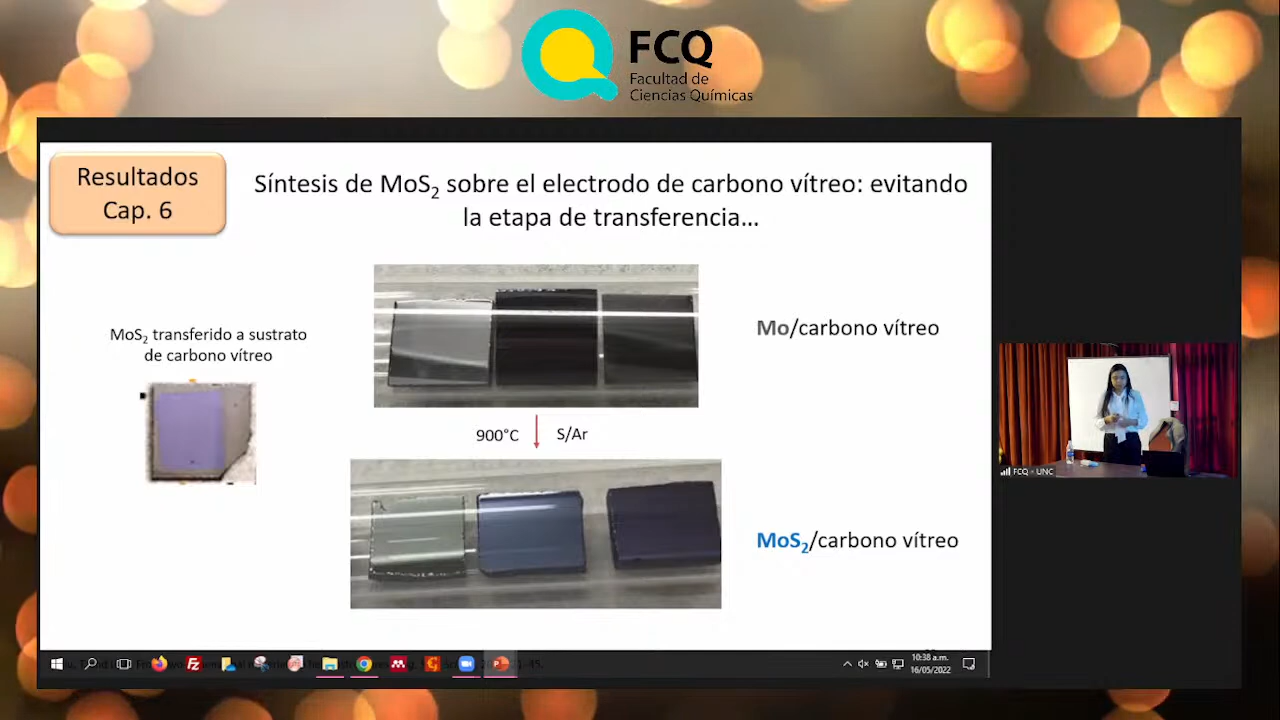 FCQ
Facultad de
Ciencias Químicas
Resultados
Cap. 6
Síntesis de MoS₂ sobre el electrodo de carbono vítreo: evitando
la etapa de transferencia...
MoS₂ transferido a sustrato
de carbono vítreo
Mo/carbono vítreo
900°C
S/Ar
MoS₂/carbono vítreo
FCQ - UNC
10:38 a.m.
16/05/2022